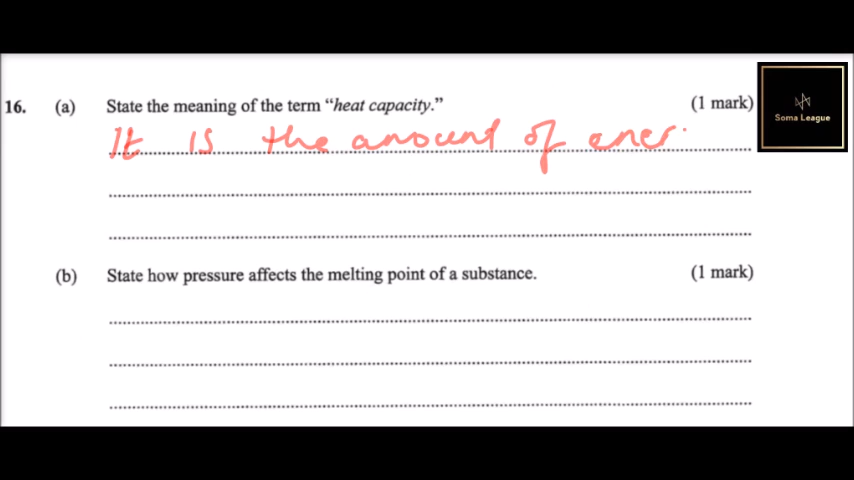 16. (a) State the meaning of the term “heat capacity.” (1 mark)
Soma League
It is the amount of ener
(b) State how pressure affects the melting point of a substance. (1 mark)